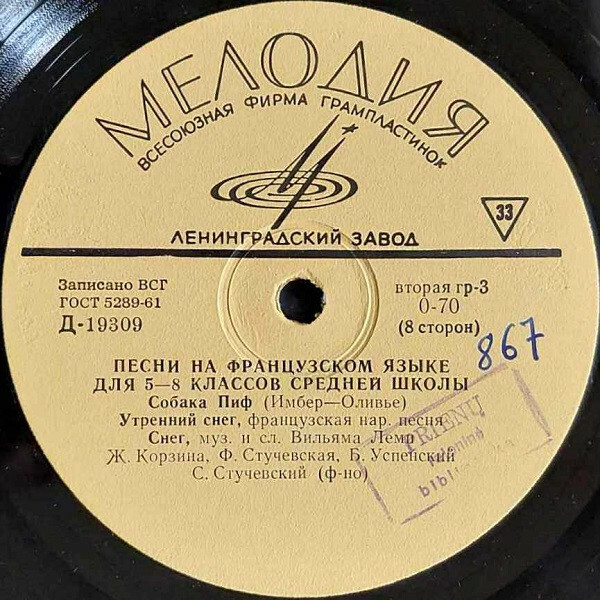 МЕЛОДИЯ
ВСЕСОЮЗНАЯ ФИРМА ГРАМПЛАСТИНОК
33
ЛЕНИНГРАДСКИЙ ЗАВОД
Записано ВСГ
ГОСТ 5289-61
Д-19309
вторая гр-3
0-70
(8 сторон)
867
ПЕСНИ НА ФРАНЦУЗСКОМ ЯЗЫКЕ
ДЛЯ 5—8 КЛАССОВ СРЕДНЕЙ ШКОЛЫ
Собака Пиф (Имбер—Оливье)
Утренний снег, французская нар. песня
Снег, муз. и сл. Вильяма Лемр
Ж. Корзина, Ф. Стучевская, Б. Успенский
С. Стучевский (ф-но)
PRIENŲ